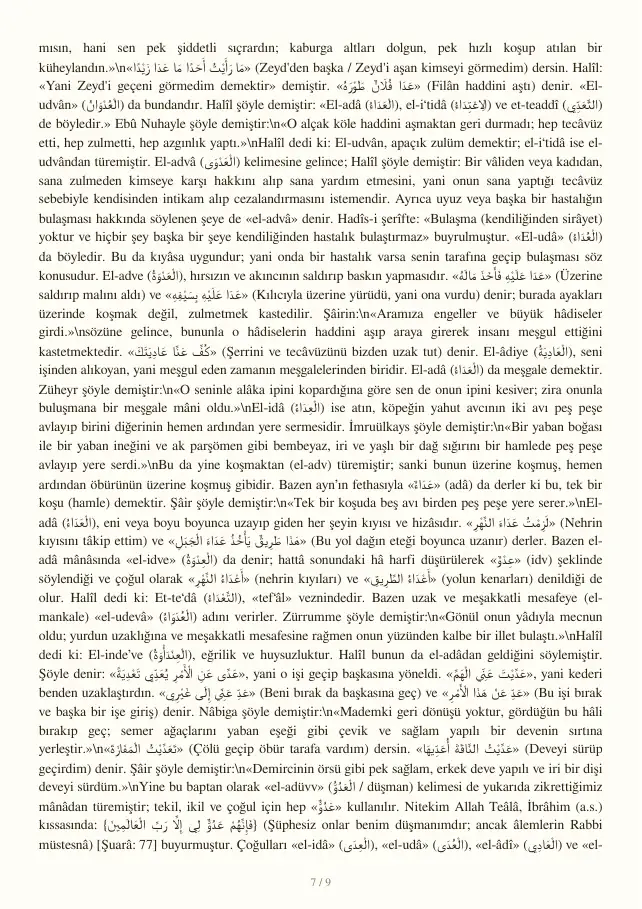 mısın, hani sen pek şiddetli sıçrardın; kaburga altları dolgun, pek hızlı koşup atılan bir
küheylandın.»\n«مَا رَأَيْتُ أَحَدًا مَا عَدَا زَيْدًا» (Zeyd'den başka / Zeyd'i aşan kimseyi görmedim) dersin. Halîl:
«Yani Zeyd'i geçeni görmedim demektir» demiştir. «عَدَا فُلَانٌ طَوْرَهُ» (Filân haddini aştı) denir. «El-
udvân» (الْعُدْوَانُ) da bundandır. Halîl şöyle demiştir: «El-adâ (الْعَدَاءُ), el-i‘tidâ (الِاعْتِدَاءُ) ve et-teaddî (التَّعَدِّي)
de böyledir.» Ebû Nuhayle şöyle demiştir:\n«O alçak köle haddini aşmaktan geri durmadı; hep tecâvüz
etti, hep zulmetti, hep azgınlık yaptı.»\nHalîl dedi ki: El-udvân, apaçık zulüm demektir; el-i‘tidâ ise el-
udvândan türemiştir. El-advâ (الْعَدْوَى) kelimesine gelince; Halîl şöyle demiştir: Bir vâliden veya kadıdan,
sana zulmeden kimseye karşı hakkını alıp sana yardım etmesini, yani onun sana yaptığı tecâvüz
sebebiyle kendisinden intikam alıp cezalandırmasını istemendir. Ayrıca uyuz veya başka bir hastalığın
bulaşması hakkında söylenen şeye de «el-advâ» denir. Hadîs-i şerîfte: «Bulaşma (kendiliğinden sirâyet)
yoktur ve hiçbir şey başka bir şeye kendiliğinden hastalık bulaştırmaz» buyrulmuştur. «El-udâ» (الْعُدَاءُ)
da böyledir. Bu da kıyâsa uygundur; yani onda bir hastalık varsa senin tarafına geçip bulaşması söz
konusudur. El-adve (الْعَدْوَةُ), hırsızın ve akıncının saldırıp baskın yapmasıdır. «عَدَا عَلَيْهِ فَأَخَذَ مَالَهُ» (Üzerine
saldırıp malını aldı) ve «عَدَا عَلَيْهِ بِسَيْفِهِ» (Kılıcıyla üzerine yürüdü, yani ona vurdu) denir; burada ayakları
üzerinde koşmak değil, zulmetmek kastedilir. Şâirin:\n«Aramıza engeller ve büyük hâdiseler
girdi.»\nsözüne gelince, bununla o hâdiselerin haddini aşıp araya girerek insanı meşgul ettiğini
kastetmektedir. «كُفَّ عَنَّا عَادِيَتَكَ» (Şerrini ve tecâvüzünü bizden uzak tut) denir. El-âdiye (الْعَادِيَةُ), seni
işinden alıkoyan, yani meşgul eden zamanın meşgalelerinden biridir. El-adâ (الْعَدَاءُ) da meşgale demektir.
Züheyr şöyle demiştir:\n«O seninle alâka ipini kopardığına göre sen de onun ipini kesiver; zira onunla
buluşmana bir meşgale mâni oldu.»\nEl-idâ (الْعِدَاءُ) ise atın, köpeğin yahut avcının iki avı peş peşe
avlayıp birini diğerinin hemen ardından yere sermesidir. İmruülkays şöyle demiştir:\n«Bir yaban boğası
ile bir yaban ineğini ve ak parşömen gibi bembeyaz, iri ve yaşlı bir dağ sığırını bir hamlede peş peşe
avlayıp yere serdi.»\nBu da yine koşmaktan (el-adv) türemiştir; sanki bunun üzerine koşmuş, hemen
ardından öbürünün üzerine koşmuş gibidir. Bazen ayn’ın fethasıyla «عَدَاءً» (adâ) da derler ki bu, tek bir
koşu (hamle) demektir. Şâir şöyle demiştir:\n«Tek bir koşuda beş avı birden peş peşe yere serer.»\nEl-
adâ (الْعَدَاءُ), eni veya boyu boyunca uzayıp giden her şeyin kıyısı ve hizâsıdır. «لَزِمْتُ عَدَاءَ النَّهْرِ» (Nehrin
kıyısını tâkip ettim) ve «هَذَا طَرِيقٌ يَأْخُذُ عَدَاءَ الْجَبَلِ» (Bu yol dağın eteği boyunca uzanır) derler. Bazen el-
adâ mânâsında «el-idve» (الْعِدْوَةُ) da denir; hattâ sonundaki hâ harfi düşürülerek «عِدْوٌ» (idv) şeklinde
söylendiği ve çoğul olarak «أَعْدَاءُ النَّهْرِ» (nehrin kıyıları) ve «أَعْدَاءُ الطَّرِيقِ» (yolun kenarları) denildiği de
olur. Halîl dedi ki: Et-te‘dâ (التَّعْدَاءُ), «tef‘âl» veznindedir. Bazen uzak ve meşakkatli mesafeye (el-
mankale) «el-udevâ» (الْعُدَوَاءُ) adını verirler. Zürrumme şöyle demiştir:\n«Gönül onun yâdıyla mecnun
oldu; yurdun uzaklığına ve meşakkatli mesafesine rağmen onun yüzünden kalbe bir illet bulaştı.»\nHalîl
dedi ki: El-inde’ve (الْعِنْدَأْوَةُ), eğrilik ve huysuzluktur. Halîl bunun da el-adâdan geldiğini söylemiştir.
Şöyle denir: «عَدَّى عَنِ الْأَمْرِ يُعَدِّي تَعْدِيَةً», yani o işi geçip başkasına yöneldi. «عَدَّيْتَ عَنِّي الْهَمَّ», yani kederi
benden uzaklaştırdın. «عَدِّ عَنِّي إِلَى غَيْرِي» (Beni bırak da başkasına geç) ve «عَدِّ عَنْ هَذَا الْأَمْرِ» (Bu işi bırak
ve başka bir işe giriş) denir. Nâbiga şöyle demiştir:\n«Mademki geri dönüşü yoktur, gördüğün bu hâli
bırakıp geç; semer ağaçlarını yaban eşeği gibi çevik ve sağlam yapılı bir devenin sırtına
yerleştir.»\n«تَعَدَّيْتُ الْمَفَازَةَ» (Çölü geçip öbür tarafa vardım) dersin. «عَدَّيْتُ النَّاقَةَ أُعَدِّيهَا» (Deveyi sürüp
geçirdim) denir. Şâir şöyle demiştir:\n«Demircinin örsü gibi pek sağlam, erkek deve yapılı ve iri bir dişi
deveyi sürdüm.»\nYine bu baptan olarak «el-adüvv» (الْعَدُوُّ / düşman) kelimesi de yukarıda zikrettiğimiz
mânâdan türemiştir; tekil, ikil ve çoğul için hep «عَدُوٌّ» kullanılır. Nitekim Allah Teâlâ, İbrâhim (a.s.)
kıssasında: {فَإِنَّهُمْ عَدُوٌّ لِي إِلَّا رَبَّ الْعَالَمِينَ} (Şüphesiz onlar benim düşmanımdır; ancak âlemlerin Rabbi
müstesnâ) [Şuarâ: 77] buyurmuştur. Çoğulları «el-idâ» (الْعِدَى), «el-udâ» (الْعُدَى), «el-âdî» (الْعَادِي) ve «el-
7 / 9